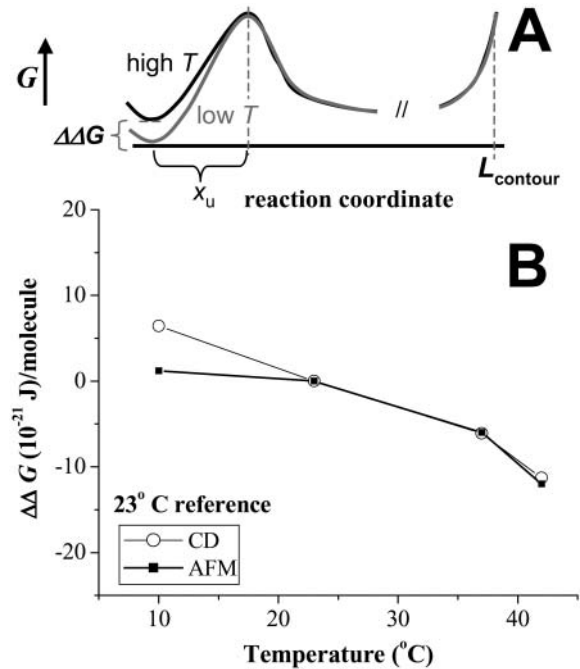 A
G
high T
low T
ΔΔG
//
x_u
reaction coordinate
L_contour
B
20
10
0
-10
-20
ΔΔ G (10^-21 J)/molecule
23° C reference
CD
AFM
10 20 30 40
Temperature (°C)